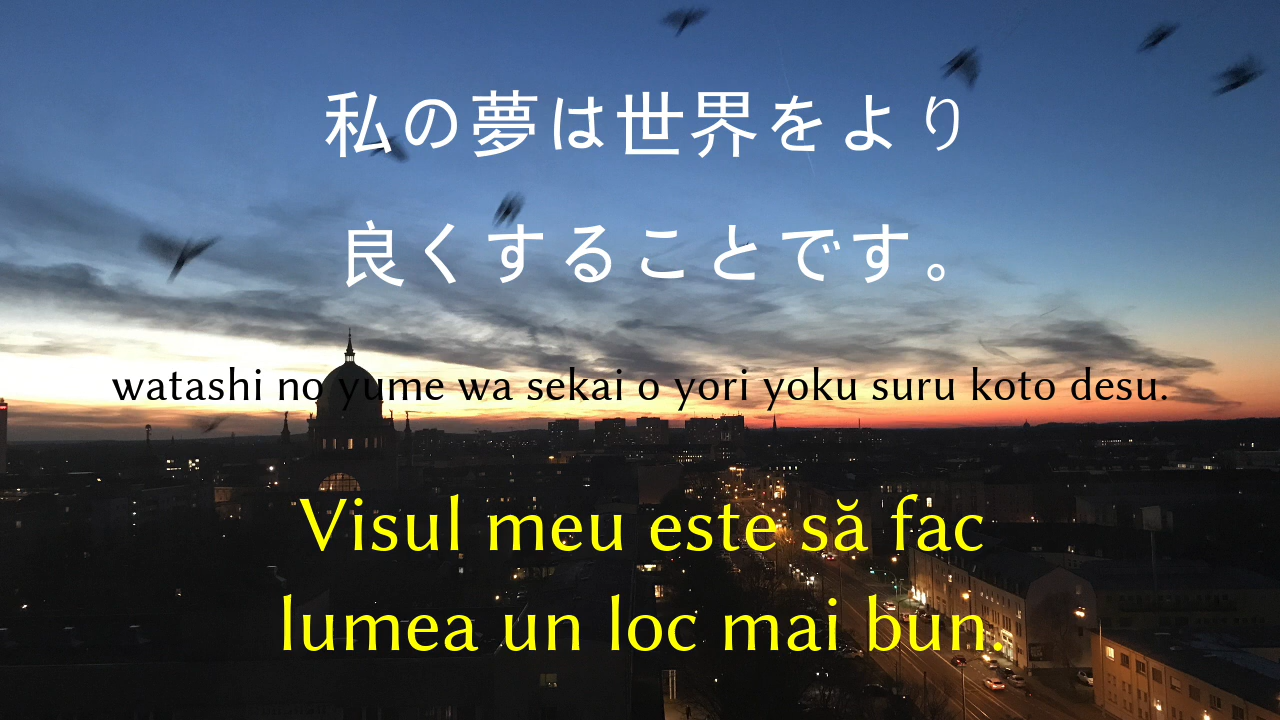 私の夢は世界をより
良くすることです。
watashi no yume wa sekai o yori yoku suru koto desu.
Visul meu este să fac
lumea un loc mai bun.